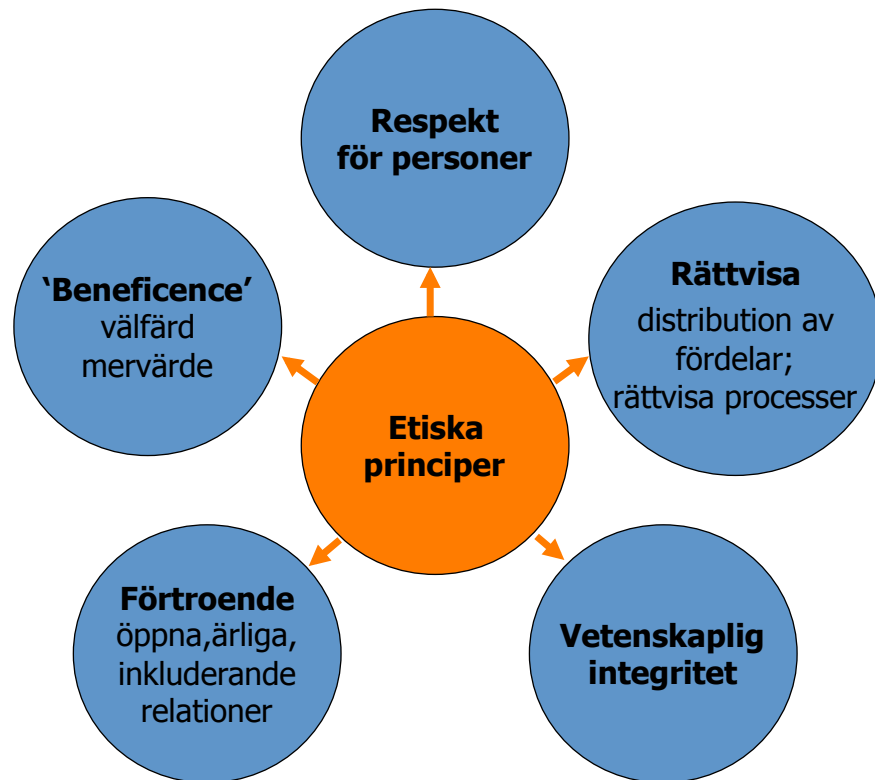 Respekt
för personer
‘Beneficence’
välfärd
mervärde
Rättvisa
distribution av
fördelar;
rättvisa processer
Etiska
principer
Förtroende
öppna,ärliga,
inkluderande
relationer
Vetenskaplig
integritet